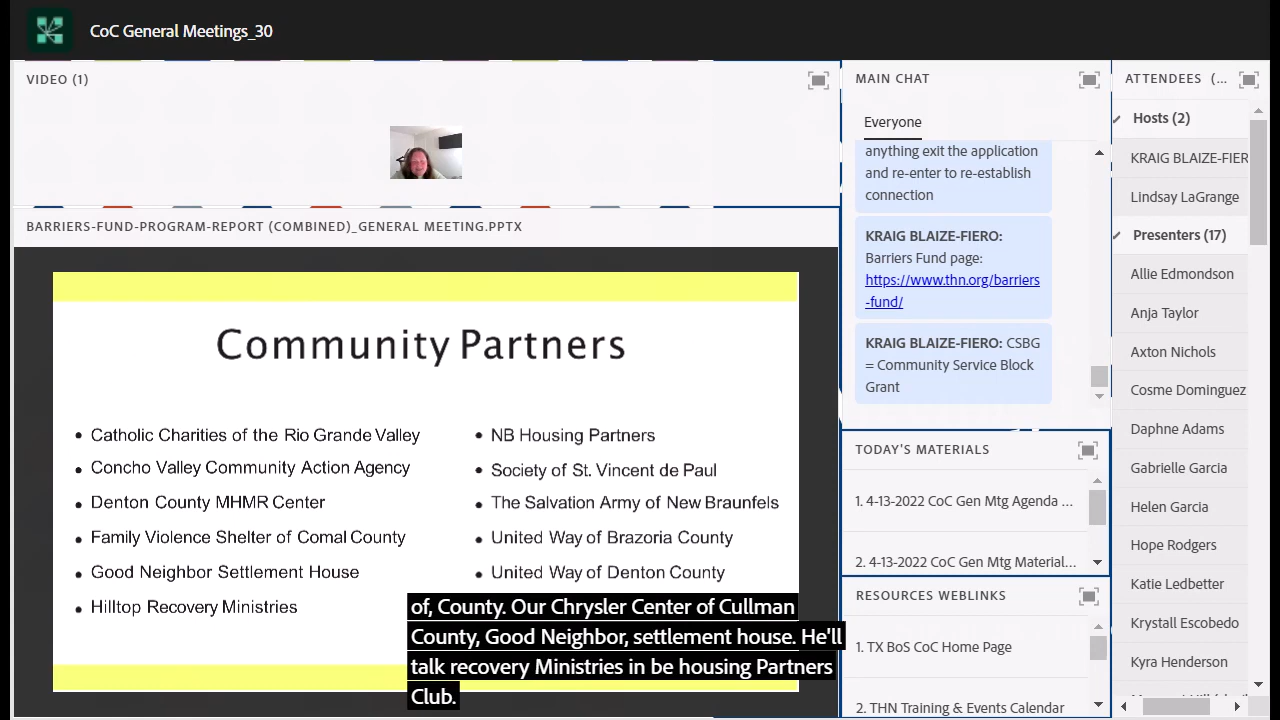 CoC General Meetings_30
VIDEO (1)
BARRIERS-FUND-PROGRAM-REPORT (COMBINED)_GENERAL MEETING.PPTX
Community Partners
• Catholic Charities of the Rio Grande Valley
• Concho Valley Community Action Agency
• Denton County MHMR Center
• Family Violence Shelter of Comal County
• Good Neighbor Settlement House
• Hilltop Recovery Ministries
• NB Housing Partners
• Society of St. Vincent de Paul
• The Salvation Army of New Braunfels
• United Way of Brazoria County
• United Way of Denton County
of, County. Our Chrysler Center of Cullman
County, Good Neighbor, settlement house. He'll
talk recovery Ministries in be housing Partners
Club.
MAIN CHAT
Everyone
anything exit the application
and re-enter to re-establish
connection
KRAIG BLAIZE-FIERO:
Barriers Fund page:
https://www.thn.org/barriers
-fund/
KRAIG BLAIZE-FIERO: CSBG
= Community Service Block
Grant
TODAY'S MATERIALS
1. 4-13-2022 CoC Gen Mtg Agenda ...
2. 4-13-2022 CoC Gen Mtg Material...
RESOURCES WEBLINKS
1. TX BoS CoC Home Page
2. THN Training & Events Calendar
ATTENDEES (...
Hosts (2)
KRAIG BLAIZE-FIER
Lindsay LaGrange
Presenters (17)
Allie Edmondson
Anja Taylor
Axton Nichols
Cosme Dominguez
Daphne Adams
Gabrielle Garcia
Helen Garcia
Hope Rodgers
Katie Ledbetter
Krystall Escobedo
Kyra Henderson